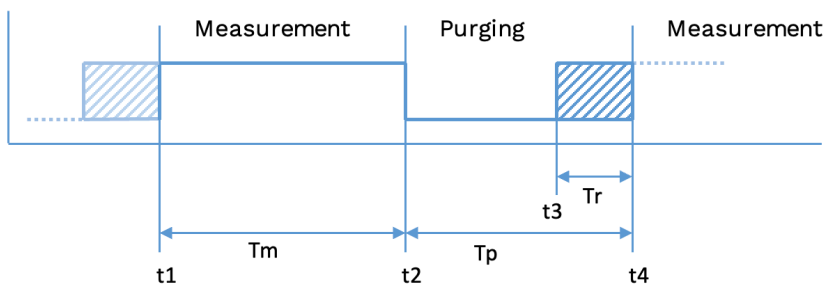 Measurement
Purging
Measurement
Tr
t3
Tm
Tp
t1
t2
t4